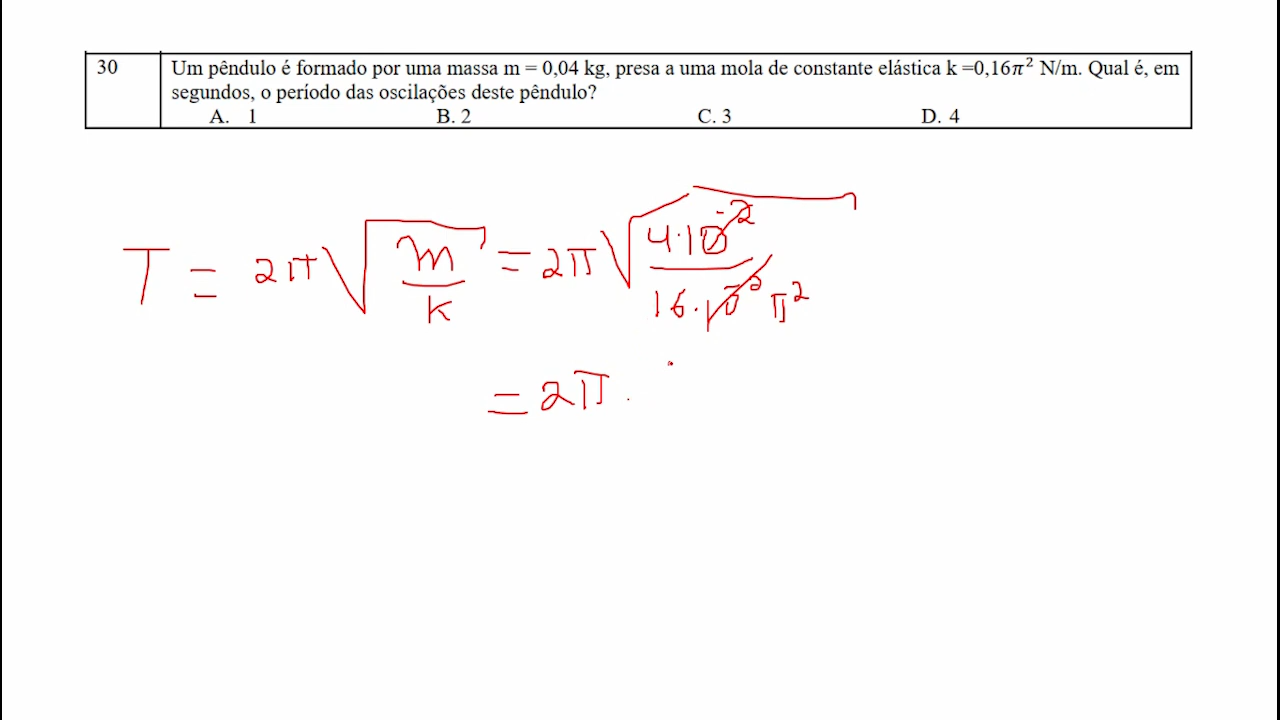 30 Um pêndulo é formado por uma massa m = 0,04 kg, presa a uma mola de constante elástica k =0,16π² N/m. Qual é, em
segundos, o período das oscilações deste pêndulo?
A. 1 B. 2 C. 3 D. 4
T = 2π √(m/k) = 2π √(4·10⁻²/16·10⁻²π²)
= 2π ·